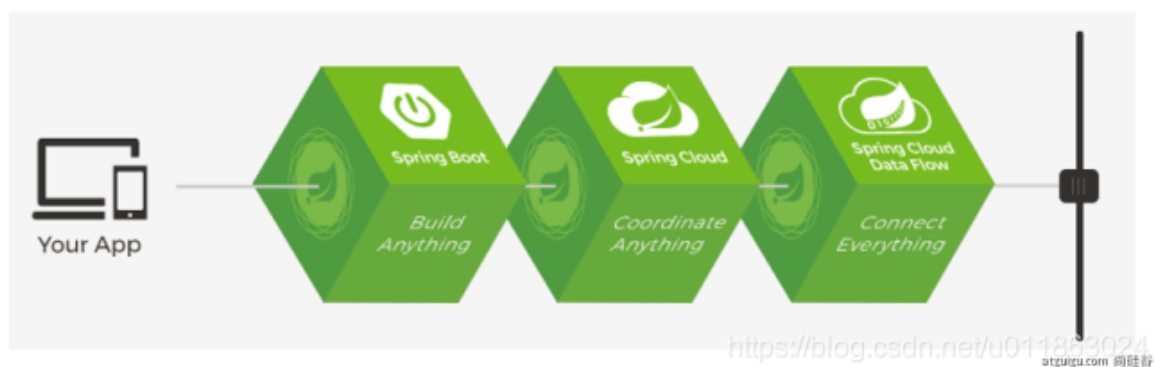 Your App
Spring Boot
Build
Anything
Spring Cloud
Coordinate
Anything
Spring Cloud
Data Flow
Connect
Everything
https://blog.csdn.net/u011863024
atguigu.com 尚硅谷